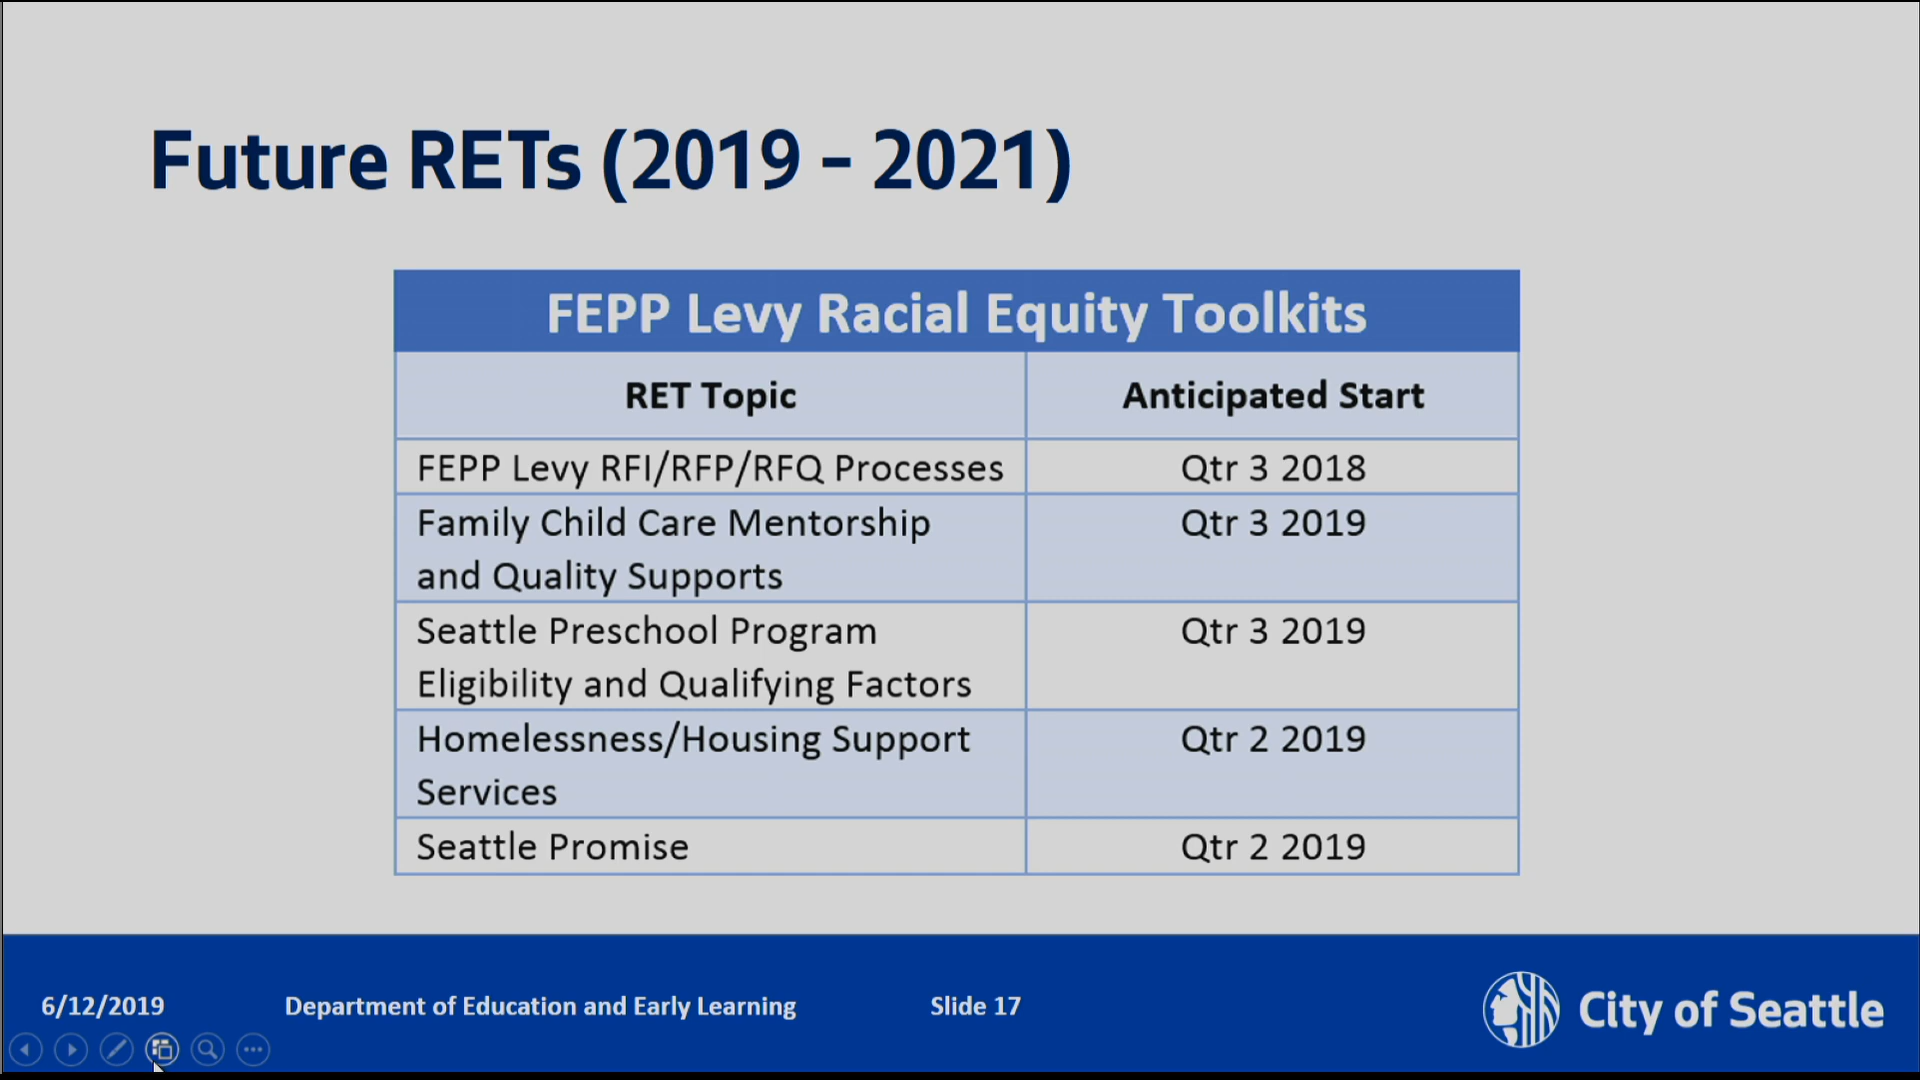 Future RETs (2019 – 2021)
FEPP Levy Racial Equity Toolkits
RET Topic
Anticipated Start
FEPP Levy RFI/RFP/RFQ Processes
Qtr 3 2018
Family Child Care Mentorship
and Quality Supports
Qtr 3 2019
Seattle Preschool Program
Eligibility and Qualifying Factors
Qtr 3 2019
Homelessness/Housing Support
Services
Qtr 2 2019
Seattle Promise
Qtr 2 2019
6/12/2019
Department of Education and Early Learning
Slide 17
City of Seattle